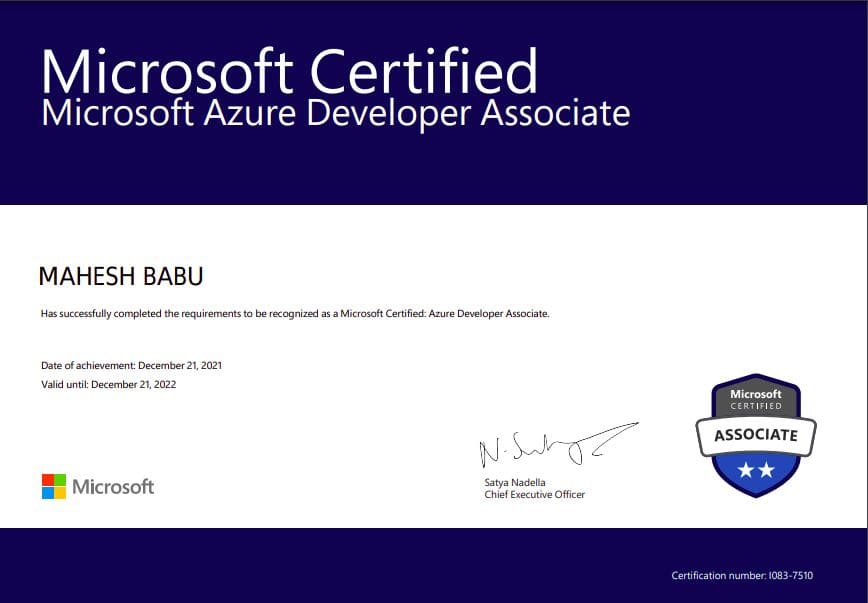 Microsoft Certified
Microsoft Azure Developer Associate
MAHESH BABU
Has successfully completed the requirements to be recognized as a Microsoft Certified: Azure Developer Associate.
Date of achievement: December 21, 2021
Valid until: December 21, 2022
Microsoft
CERTIFIED
ASSOCIATE
Satya Nadella
Chief Executive Officer
Microsoft
Certification number: I083-7510